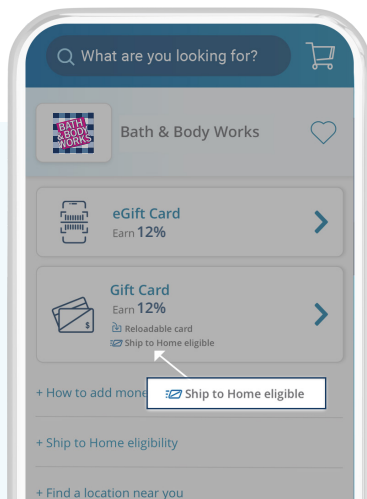 What are you looking for?
BATH
& BODY
WORKS
Bath & Body Works
eGift Card
Earn 12%
Gift Card
Earn 12%
$
Reloadable card
Ship to Home eligible
+ How to add mone
Ship to Home eligible
+ Ship to Home eligibility
+ Find a location near you